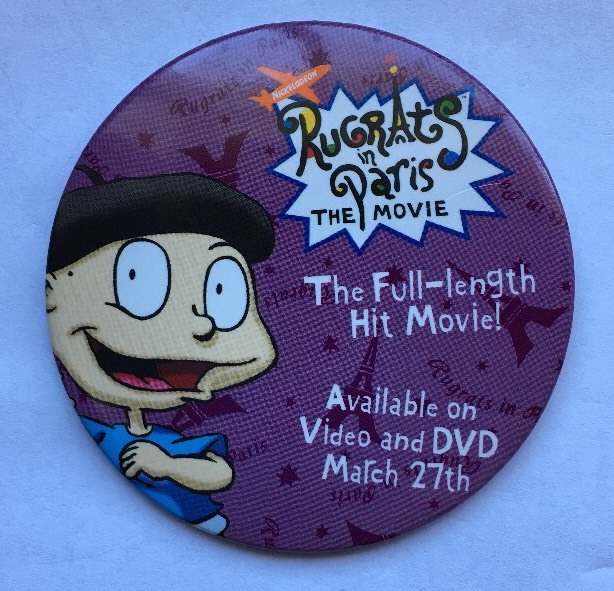 NICKELODEON
RUGRATS
in
Paris
THE MOVIE
The Full-length
Hit Movie!
Available on
Video and DVD
March 27th